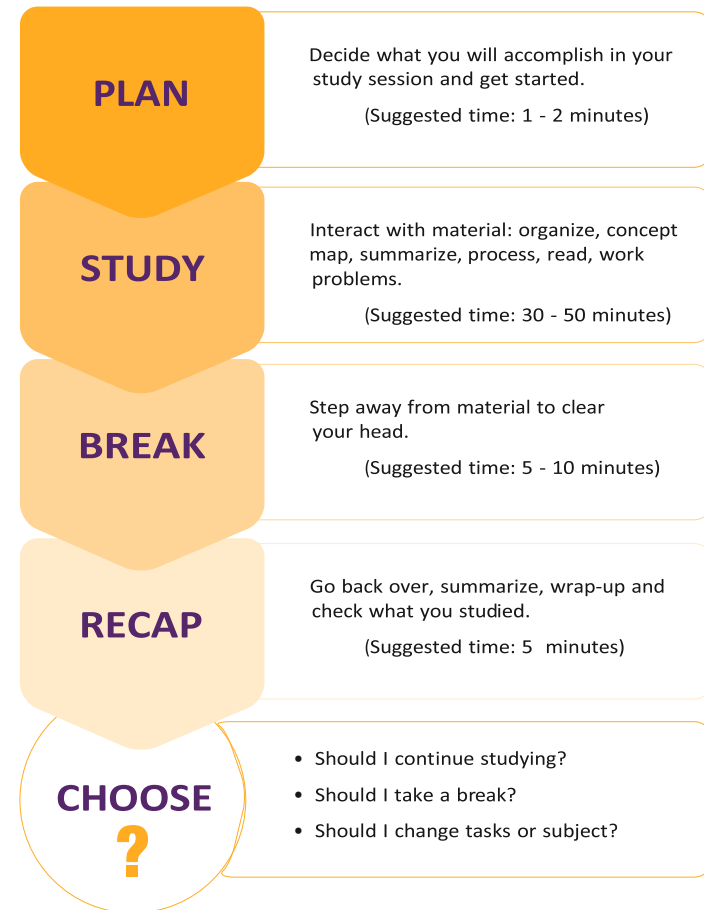 PLAN
Decide what you will accomplish in your
study session and get started.
(Suggested time: 1 - 2 minutes)
STUDY
Interact with material: organize, concept
map, summarize, process, read, work
problems.
(Suggested time: 30 - 50 minutes)
BREAK
Step away from material to clear
your head.
(Suggested time: 5 - 10 minutes)
RECAP
Go back over, summarize, wrap-up and
check what you studied.
(Suggested time: 5 minutes)
CHOOSE
?
• Should I continue studying?
• Should I take a break?
• Should I change tasks or subject?